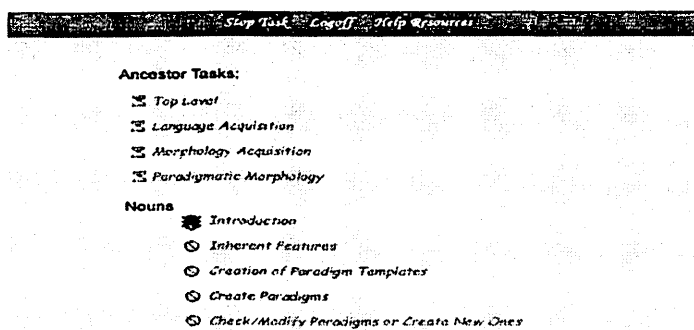 Stop Task Logoff Help Resources
Ancestor Tasks:
Top Level
Language Acquisition
Morphology Acquisition
Paradigmatic Morphology
Nouns
Introduction
Inherent Features
Creation of Paradigm Templates
Create Paradigms
Check/Modify Paradigms or Create New Ones